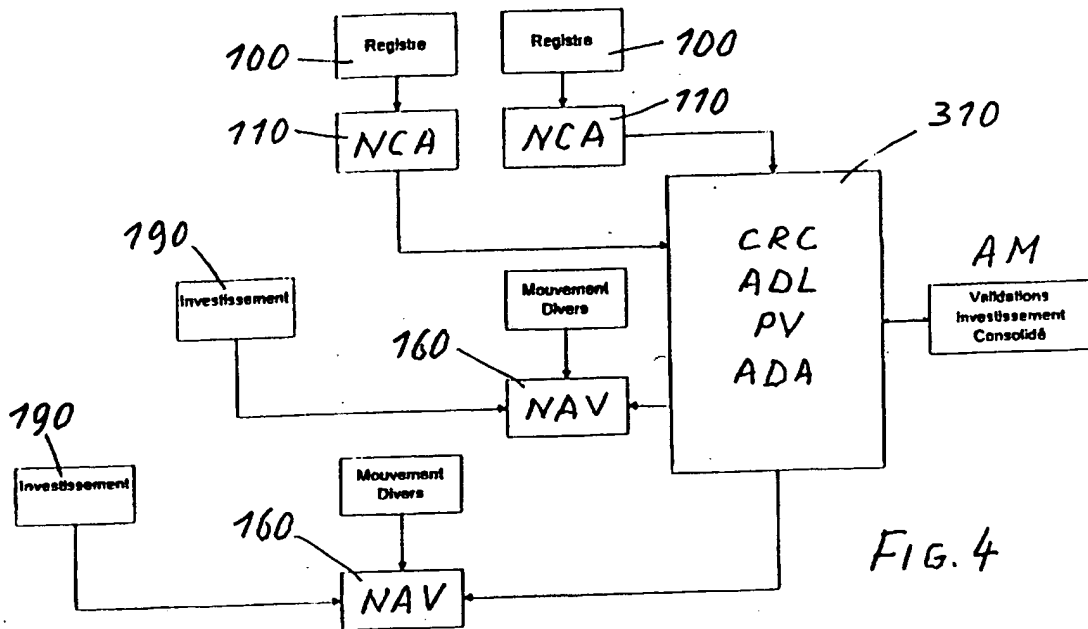 100
Registre
Registre
100
110
NCA
NCA
110
310
190
Investissement
Mouvement
Divers
CRC
ADL
PV
ADA
AM
Validations
Investissement
Consolidé
160
NAV
190
Investissement
Mouvement
Divers
160
NAV
FIG. 4